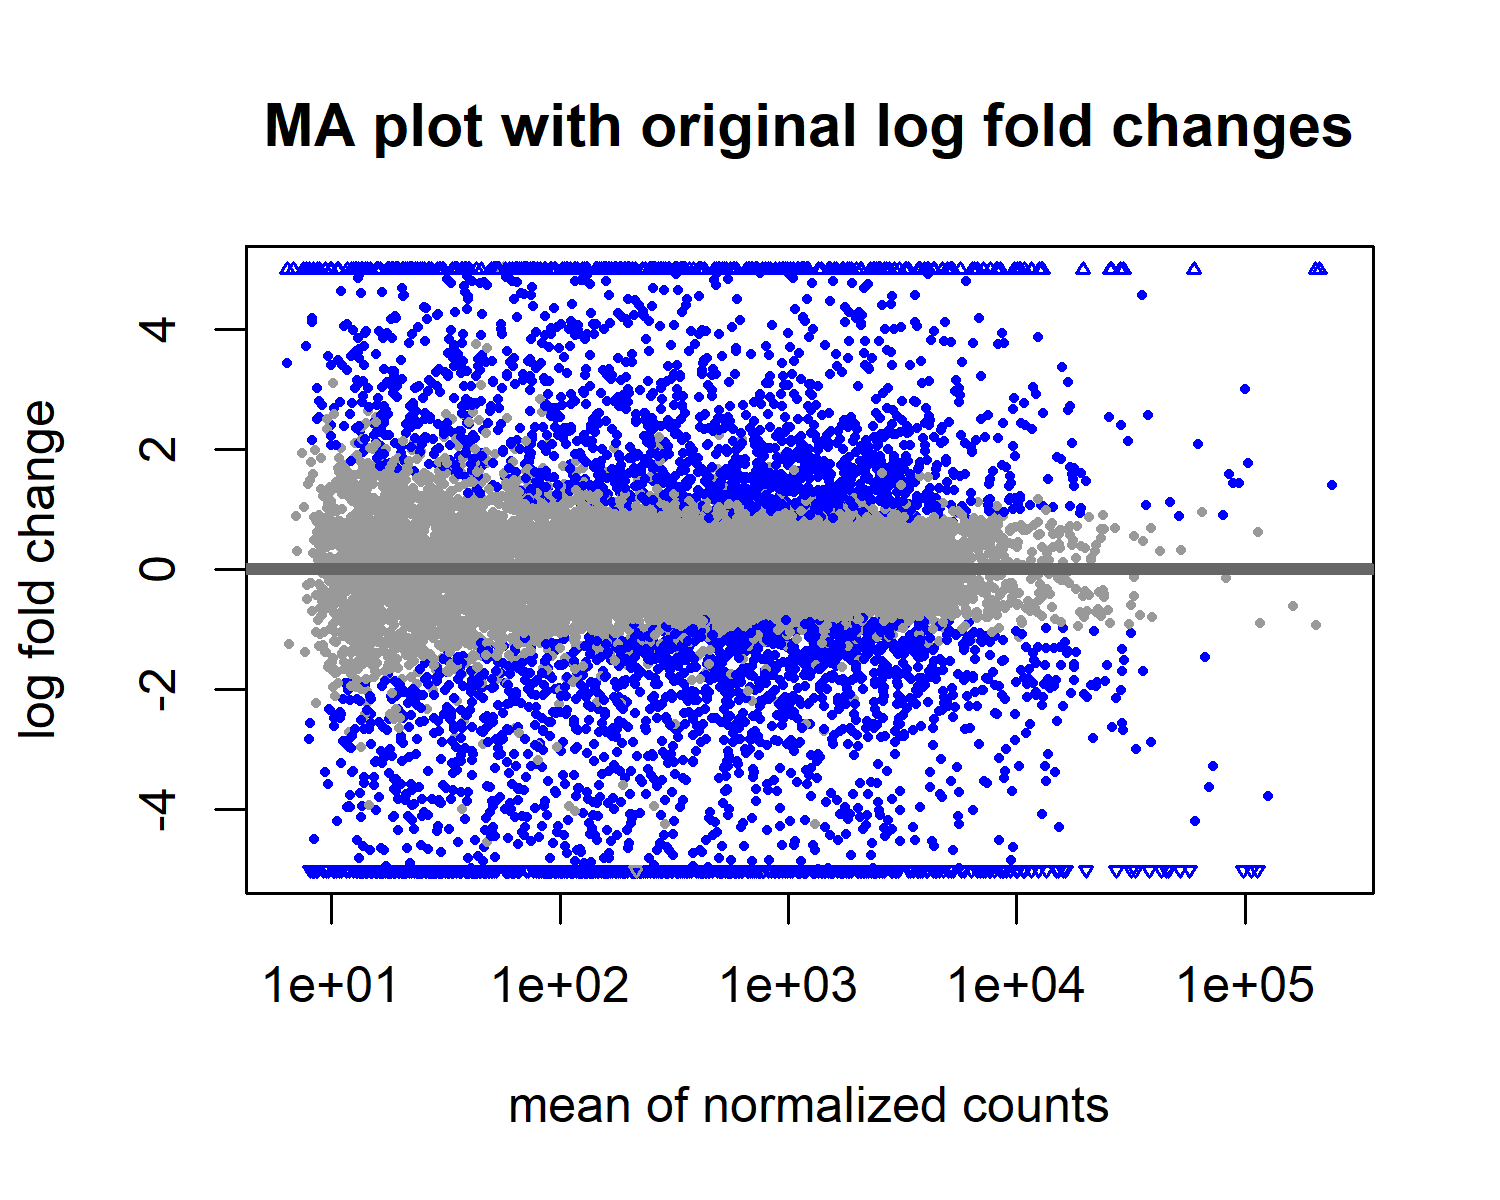 MA plot with original log fold changes
log fold change
4
2
0
-2
-4
1e+01 1e+02 1e+03 1e+04 1e+05
mean of normalized counts